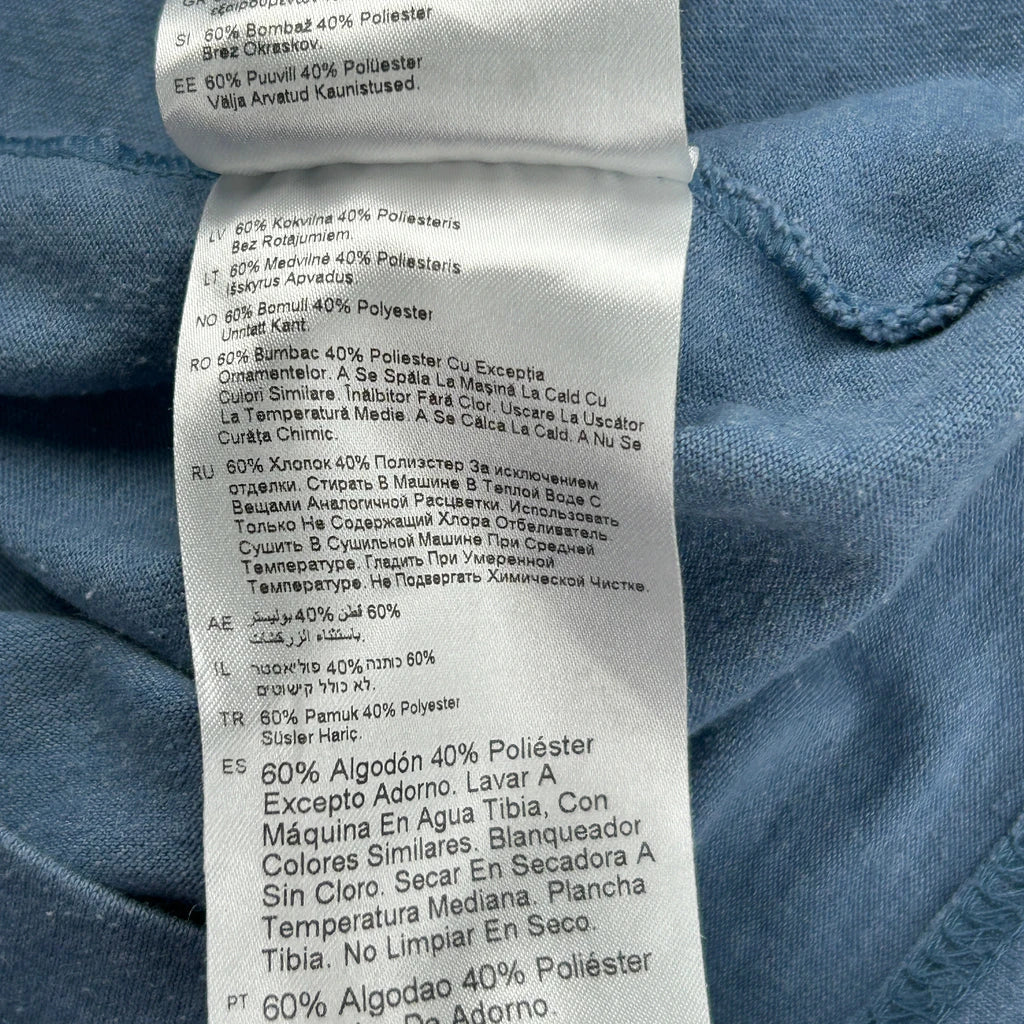 SI 60% Bombaž 40% Poliester
Brez Okraskov.
EE 60% Puuvill 40% Polüester
Välja Arvatud Kaunistused.
LV 60% Kokvilna 40% Poliesteris
Bez Rotājumiem.
LT 60% Medvilnė 40% Poliesteris
Išskyrus Apvadus
NO 60% Bomull 40% Polyester
Unntatt Kant.
RO 60% Bumbac 40% Poliester Cu Excepţia
Ornamentelor. A Se Spăla La Maşină La Cald Cu
Culori Similare. Înălbitor Fără Clor. Uscare La Uscător
La Temperatură Medie. A Se Călca La Cald. A Nu Se
Curăţa Chimic.
RU 60% Хлопок 40% Полиэстер За исключением
отделки. Стирать В Машине В Теплой Воде С
Вещами Аналогичной Расцветки. Использовать
Только Не Содержащий Хлора Отбеливатель
Сушить В Сушильной Машине При Средней
Температуре. Гладить При Умеренной
Температуре. Не Подвергать Химической Чистке.
AE 60% قطن 40% بوليستر
باستثناء الزركشات.
IL 60% כותנה 40% פוליאסטר
לא כולל קישוטים.
TR 60% Pamuk 40% Polyester
Süsler Hariç.
ES 60% Algodón 40% Poliéster
Excepto Adorno. Lavar A
Máquina En Agua Tibia, Con
Colores Similares. Blanqueador
Sin Cloro. Secar En Secadora A
Temperatura Mediana. Plancha
Tibia. No Limpiar En Seco.
PT 60% Algodao 40% Poliéster
Do Adorno.